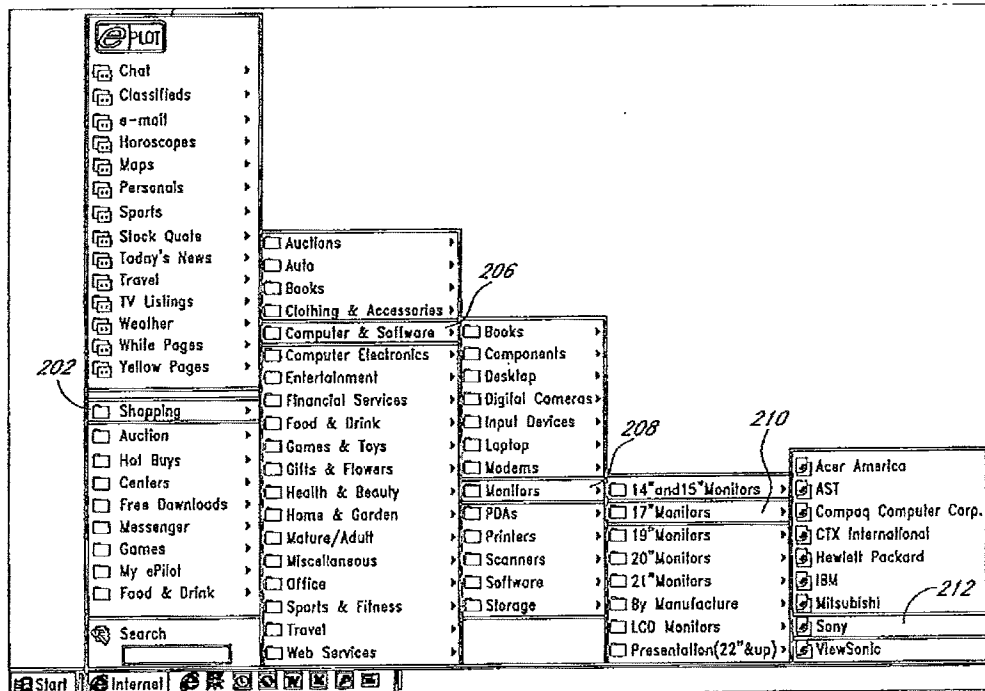 e PLOT
Chat
Classifieds
e-mail
Horoscopes
Maps
Personals
Sports
Stock Quote
Today's News
Travel
TV Listings
Weather
White Pages
Yellow Pages
202
Shopping
Auction
Hot Buys
Centers
Free Downloads
Messenger
Games
My ePilot
Food & Drink
Search
Auctions
Auto
Books
Clothing & Accessories
206
Computer & Software
Computer Electronics
Entertainment
Financial Services
Food & Drink
Games & Toys
Gifts & Flowers
Health & Beauty
Home & Garden
Mature/Adult
Miscellaneous
Office
Sports & Fitness
Travel
Web Services
Books
Components
Desktop
Digital Cameras
Input Devices
Laptop
Modems
208
Monitors
PDAs
Printers
Scanners
Software
Storage
14"and15"Monitors
210
17"Monitors
19"Monitors
20"Monitors
21"Monitors
By Manufacture
LCD Monitors
Presentation(22"&up)
Acer America
AST
Compaq Computer Corp.
CTX International
Hewlett Packard
IBM
Mitsubishi
212
Sony
ViewSonic
Start
Internet